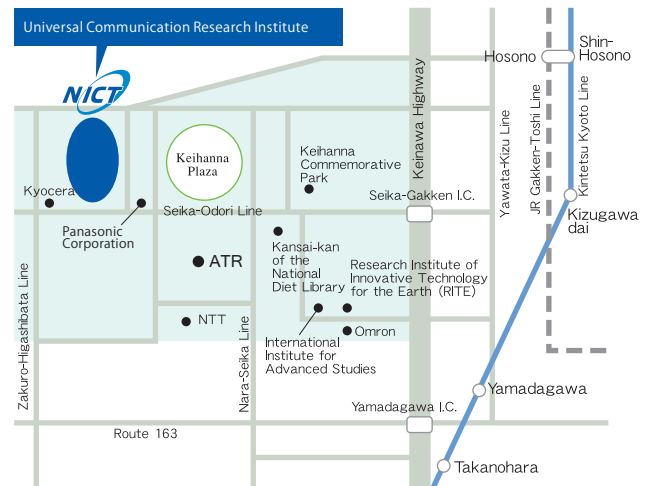 Universal Communication Research Institute
NICT
Hosono
Shin-
Hosono
Keinawa Highway
Yawata-Kizu Line
JR Gakken-Toshi Line
Kintetsu Kyoto Line
Keihanna
Plaza
Keihanna
Commemorative
Park
Kyocera
Seika-Gakken I.C.
Seika-Odori Line
Kizugawa
dai
Panasonic
Corporation
ATR
Kansai-kan
of the
National
Diet Library
Research Institute of
Innovative Technology
for the Earth (RITE)
Zakuro-Higashibata Line
NTT
Nara-Seika Line
Omron
International
Institute for
Advanced Studies
Yamadagawa
Yamadagawa I.C.
Route 163
Takanohara